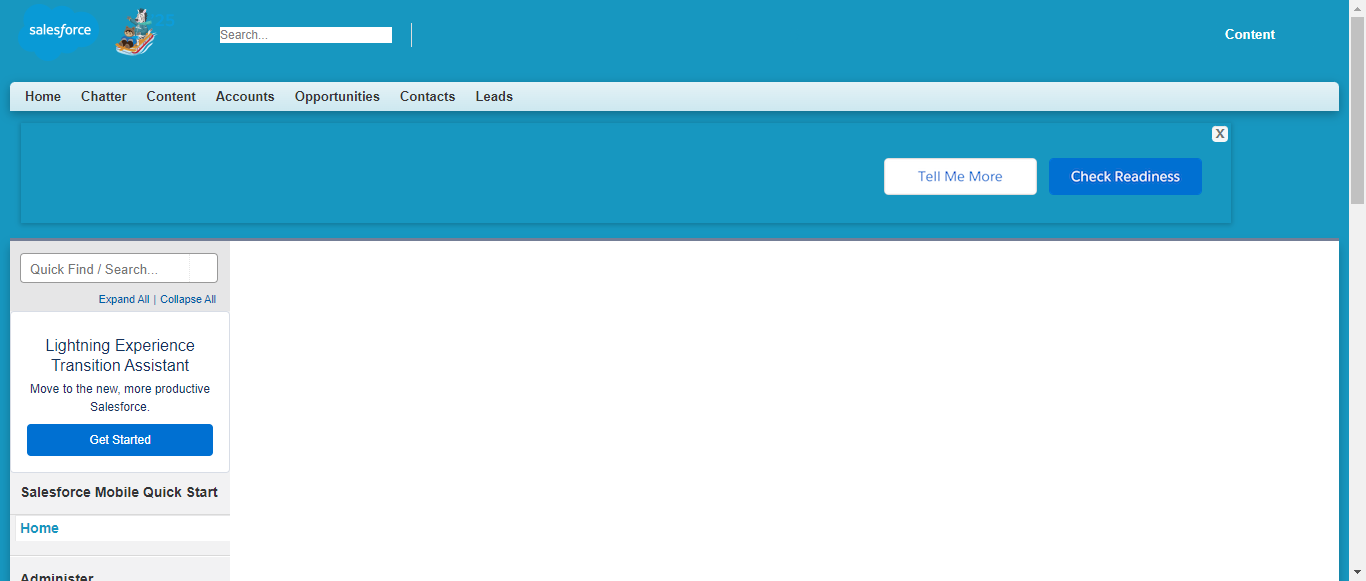 salesforce
25
Search...
Content
Home Chatter Content Accounts Opportunities Contacts Leads
X
Tell Me More
Check Readiness
Quick Find / Search...
Expand All | Collapse All
Lightning Experience
Transition Assistant
Move to the new, more productive
Salesforce.
Get Started
Salesforce Mobile Quick Start
Home
Administer